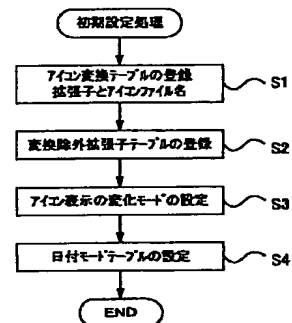 初期設定処理
アイコン変換テーブルの登録
拡張子とアイコンファイル名
S1
変換除外拡張子テーブルの登録
S2
アイコン表示の変化モードの設定
S3
日付モードテーブルの設定
S4
END